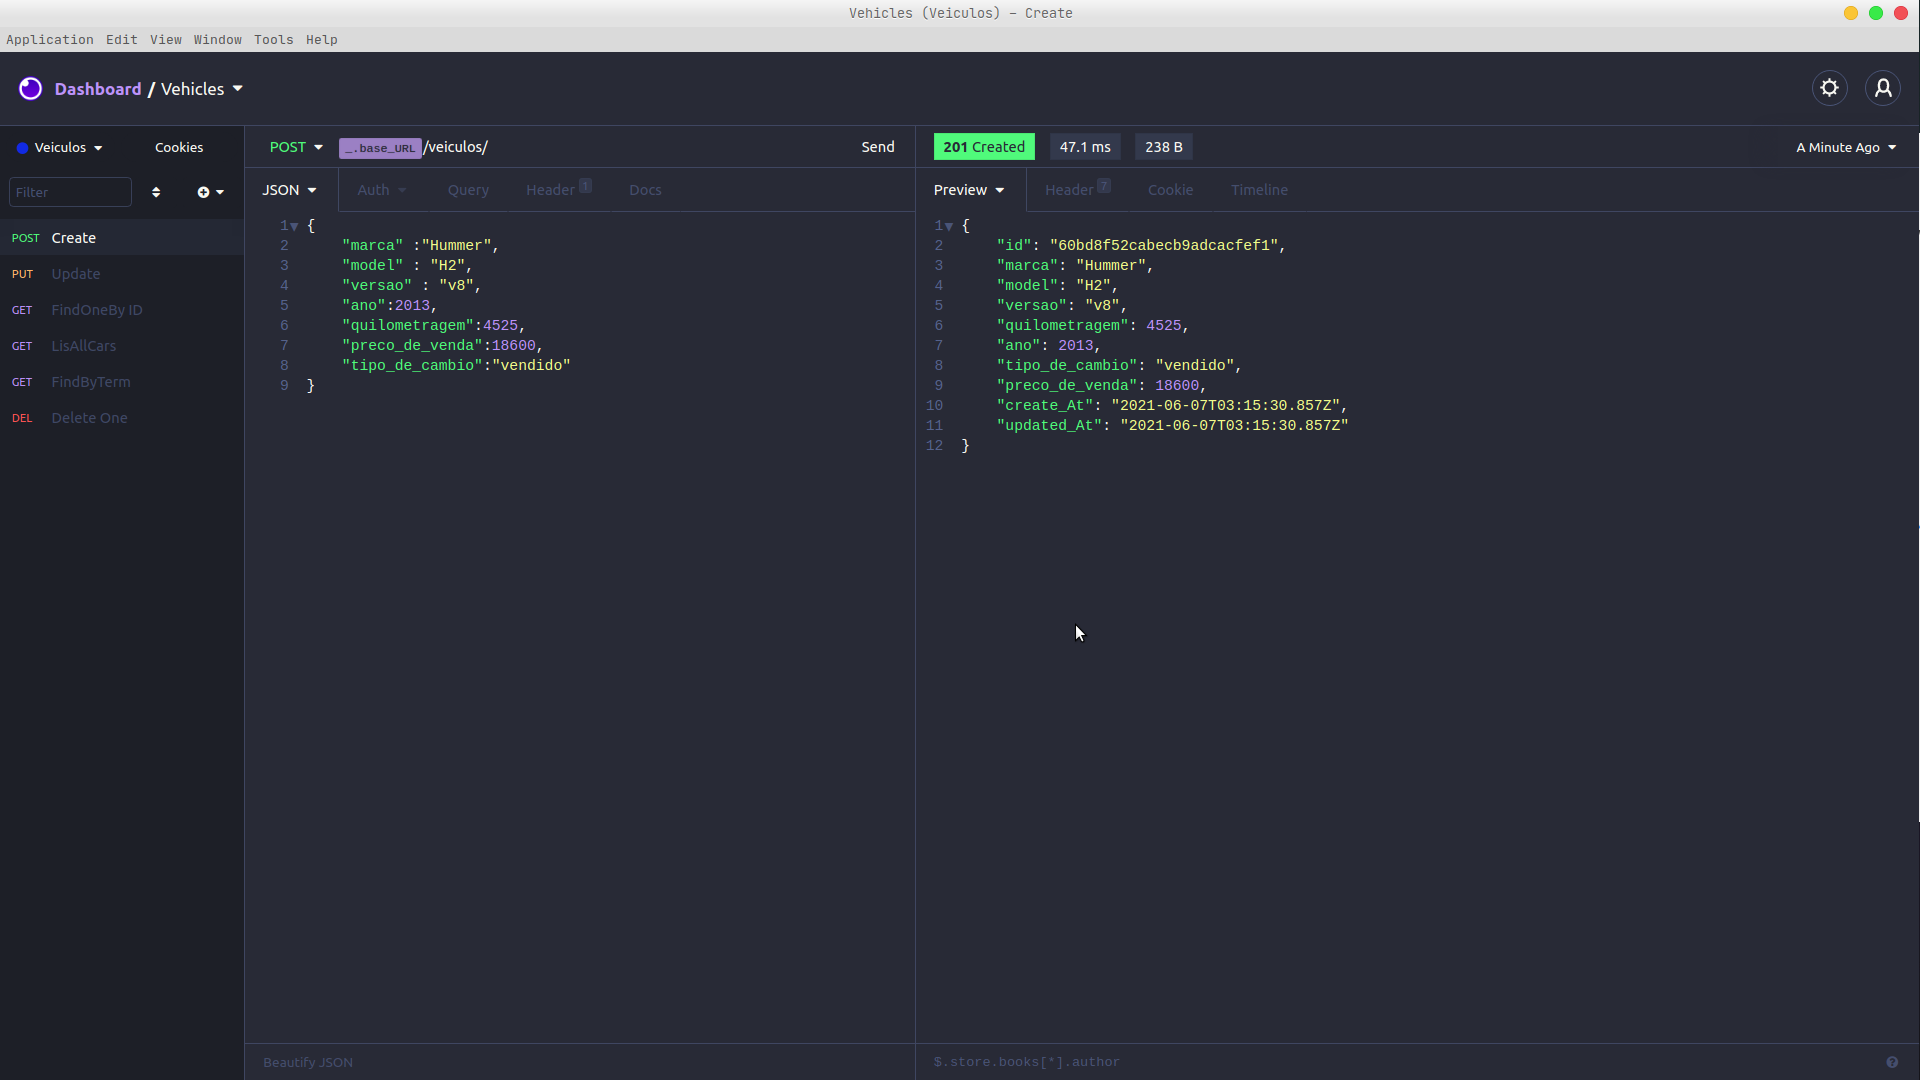 Vehicles (Veiculos) – Create
Application Edit View Window Tools Help
Dashboard / Vehicles
Veiculos Cookies
POST _.base_URL/veiculos/ Send
201 Created 47.1 ms 238 B A Minute Ago
Filter
JSON Auth Query Header 1 Docs
Preview Header 7 Cookie Timeline
POST Create
PUT Update
GET FindOneBy ID
GET LisAllCars
GET FindByTerm
DEL Delete One
1 {
2 "marca" :"Hummer",
3 "model" : "H2",
4 "versao" : "v8",
5 "ano":2013,
6 "quilometragem":4525,
7 "preco_de_venda":18600,
8 "tipo_de_cambio":"vendido"
9 }
1 {
2 "id": "60bd8f52cabecb9adcacfef1",
3 "marca": "Hummer",
4 "model": "H2",
5 "versao": "v8",
6 "quilometragem": 4525,
7 "ano": 2013,
8 "tipo_de_cambio": "vendido",
9 "preco_de_venda": 18600,
10 "create_At": "2021-06-07T03:15:30.857Z",
11 "updated_At": "2021-06-07T03:15:30.857Z"
12 }
Beautify JSON
$.store.books[*].author